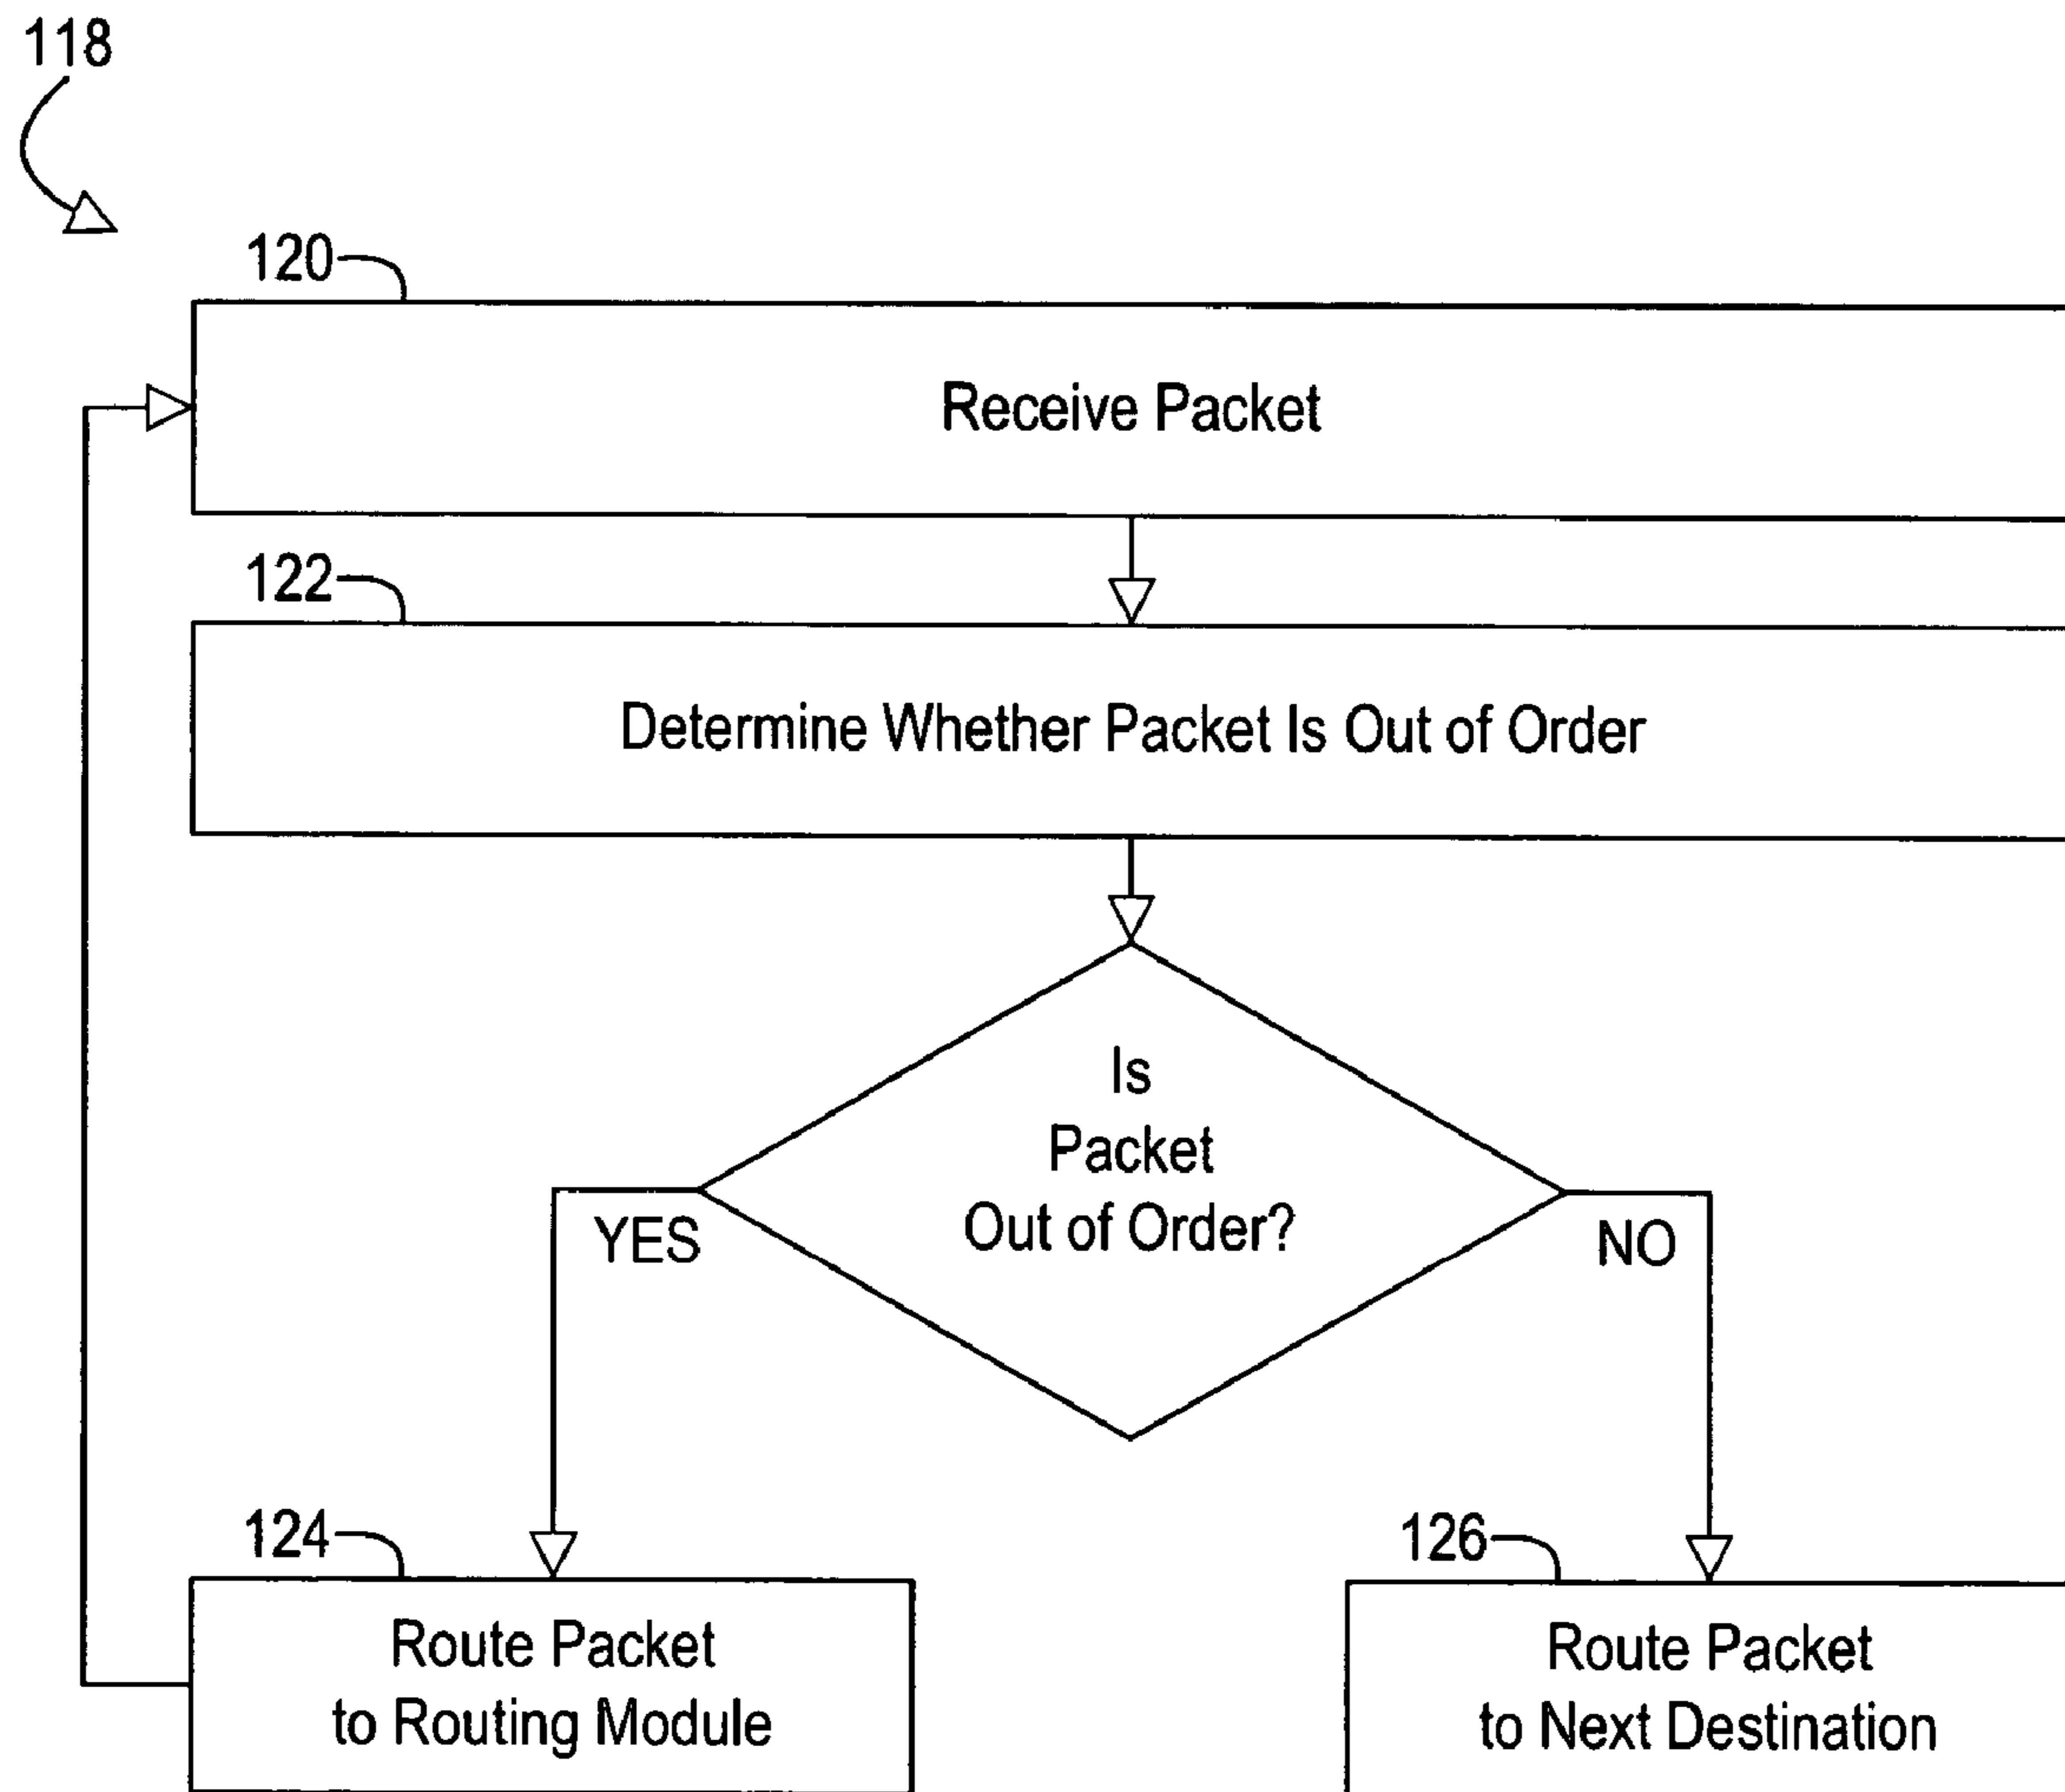 118
120
Receive Packet
122
Determine Whether Packet Is Out of Order
Is
Packet
Out of Order?
YES
NO
124
Route Packet
to Routing Module
126
Route Packet
to Next Destination